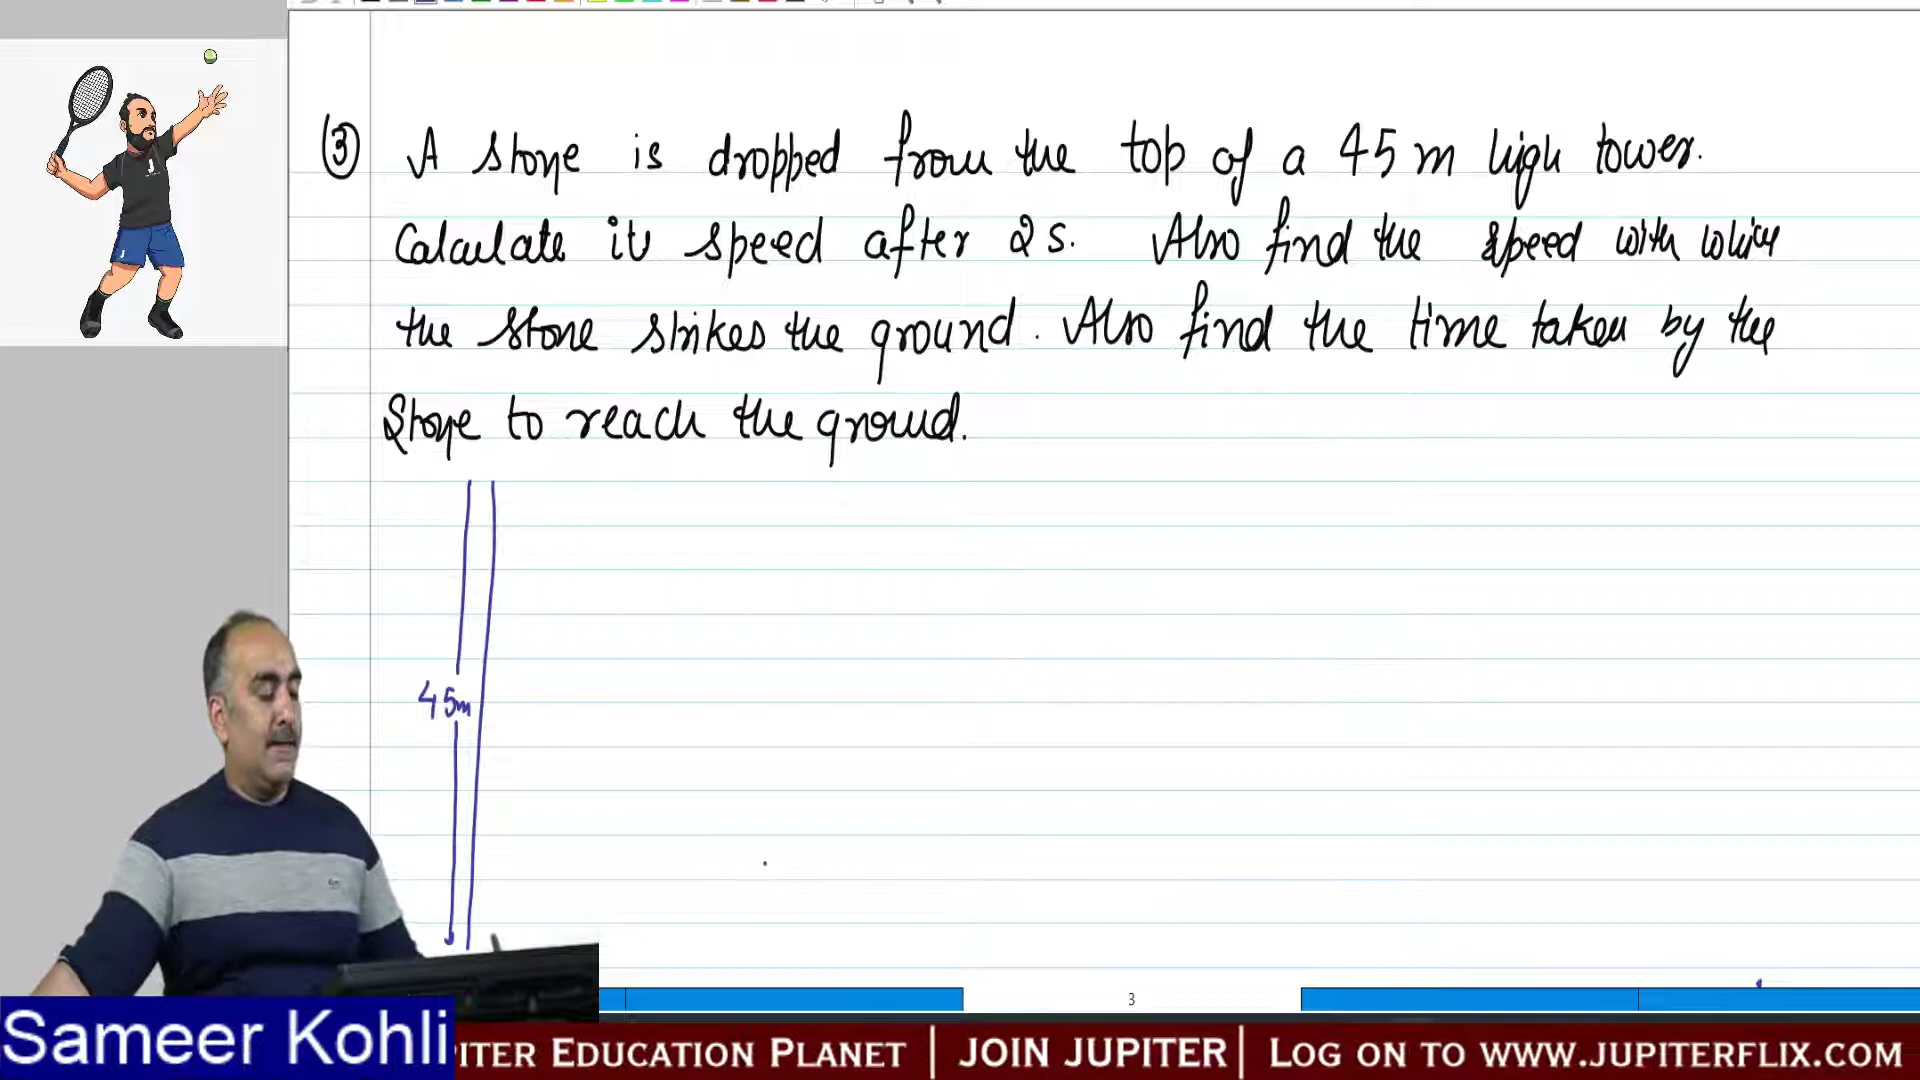 ③ A stone is dropped from the top of a 45 m high tower.
Calculate its speed after 2 s. Also find the speed with which
the stone strikes the ground. Also find the time taken by the
Stone to reach the ground.
45m
3
Sameer Kohli
PITER EDUCATION PLANET | JOIN JUPITER | LOG ON TO WWW.JUPITERFLIX.COM